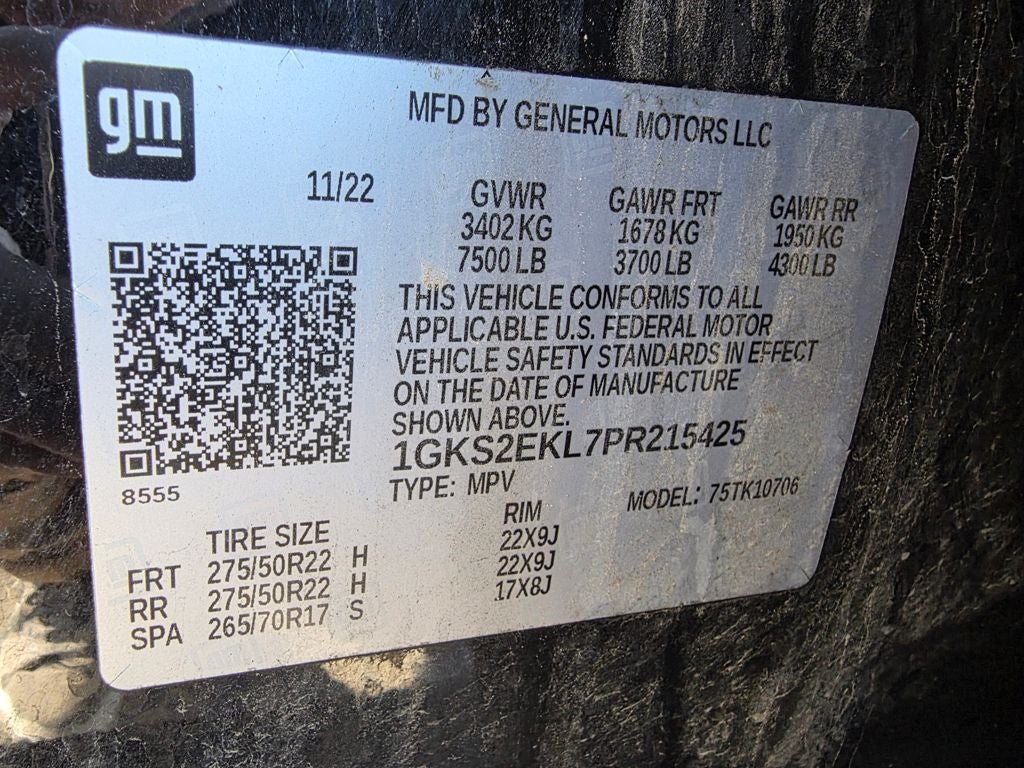 gm
MFD BY GENERAL MOTORS LLC
11/22
GVWR GAWR FRT GAWR RR
3402 KG 1678 KG 1950 KG
7500 LB 3700 LB 4300 LB
THIS VEHICLE CONFORMS TO ALL
APPLICABLE U.S. FEDERAL MOTOR
VEHICLE SAFETY STANDARDS IN EFFECT
ON THE DATE OF MANUFACTURE
SHOWN ABOVE.
1GKS2EKL7PR215425
8555
TYPE: MPV MODEL: 75TK10706
TIRE SIZE RIM
FRT 275/50R22 H 22X9J
RR 275/50R22 H 22X9J
SPA 265/70R17 S 17X8J